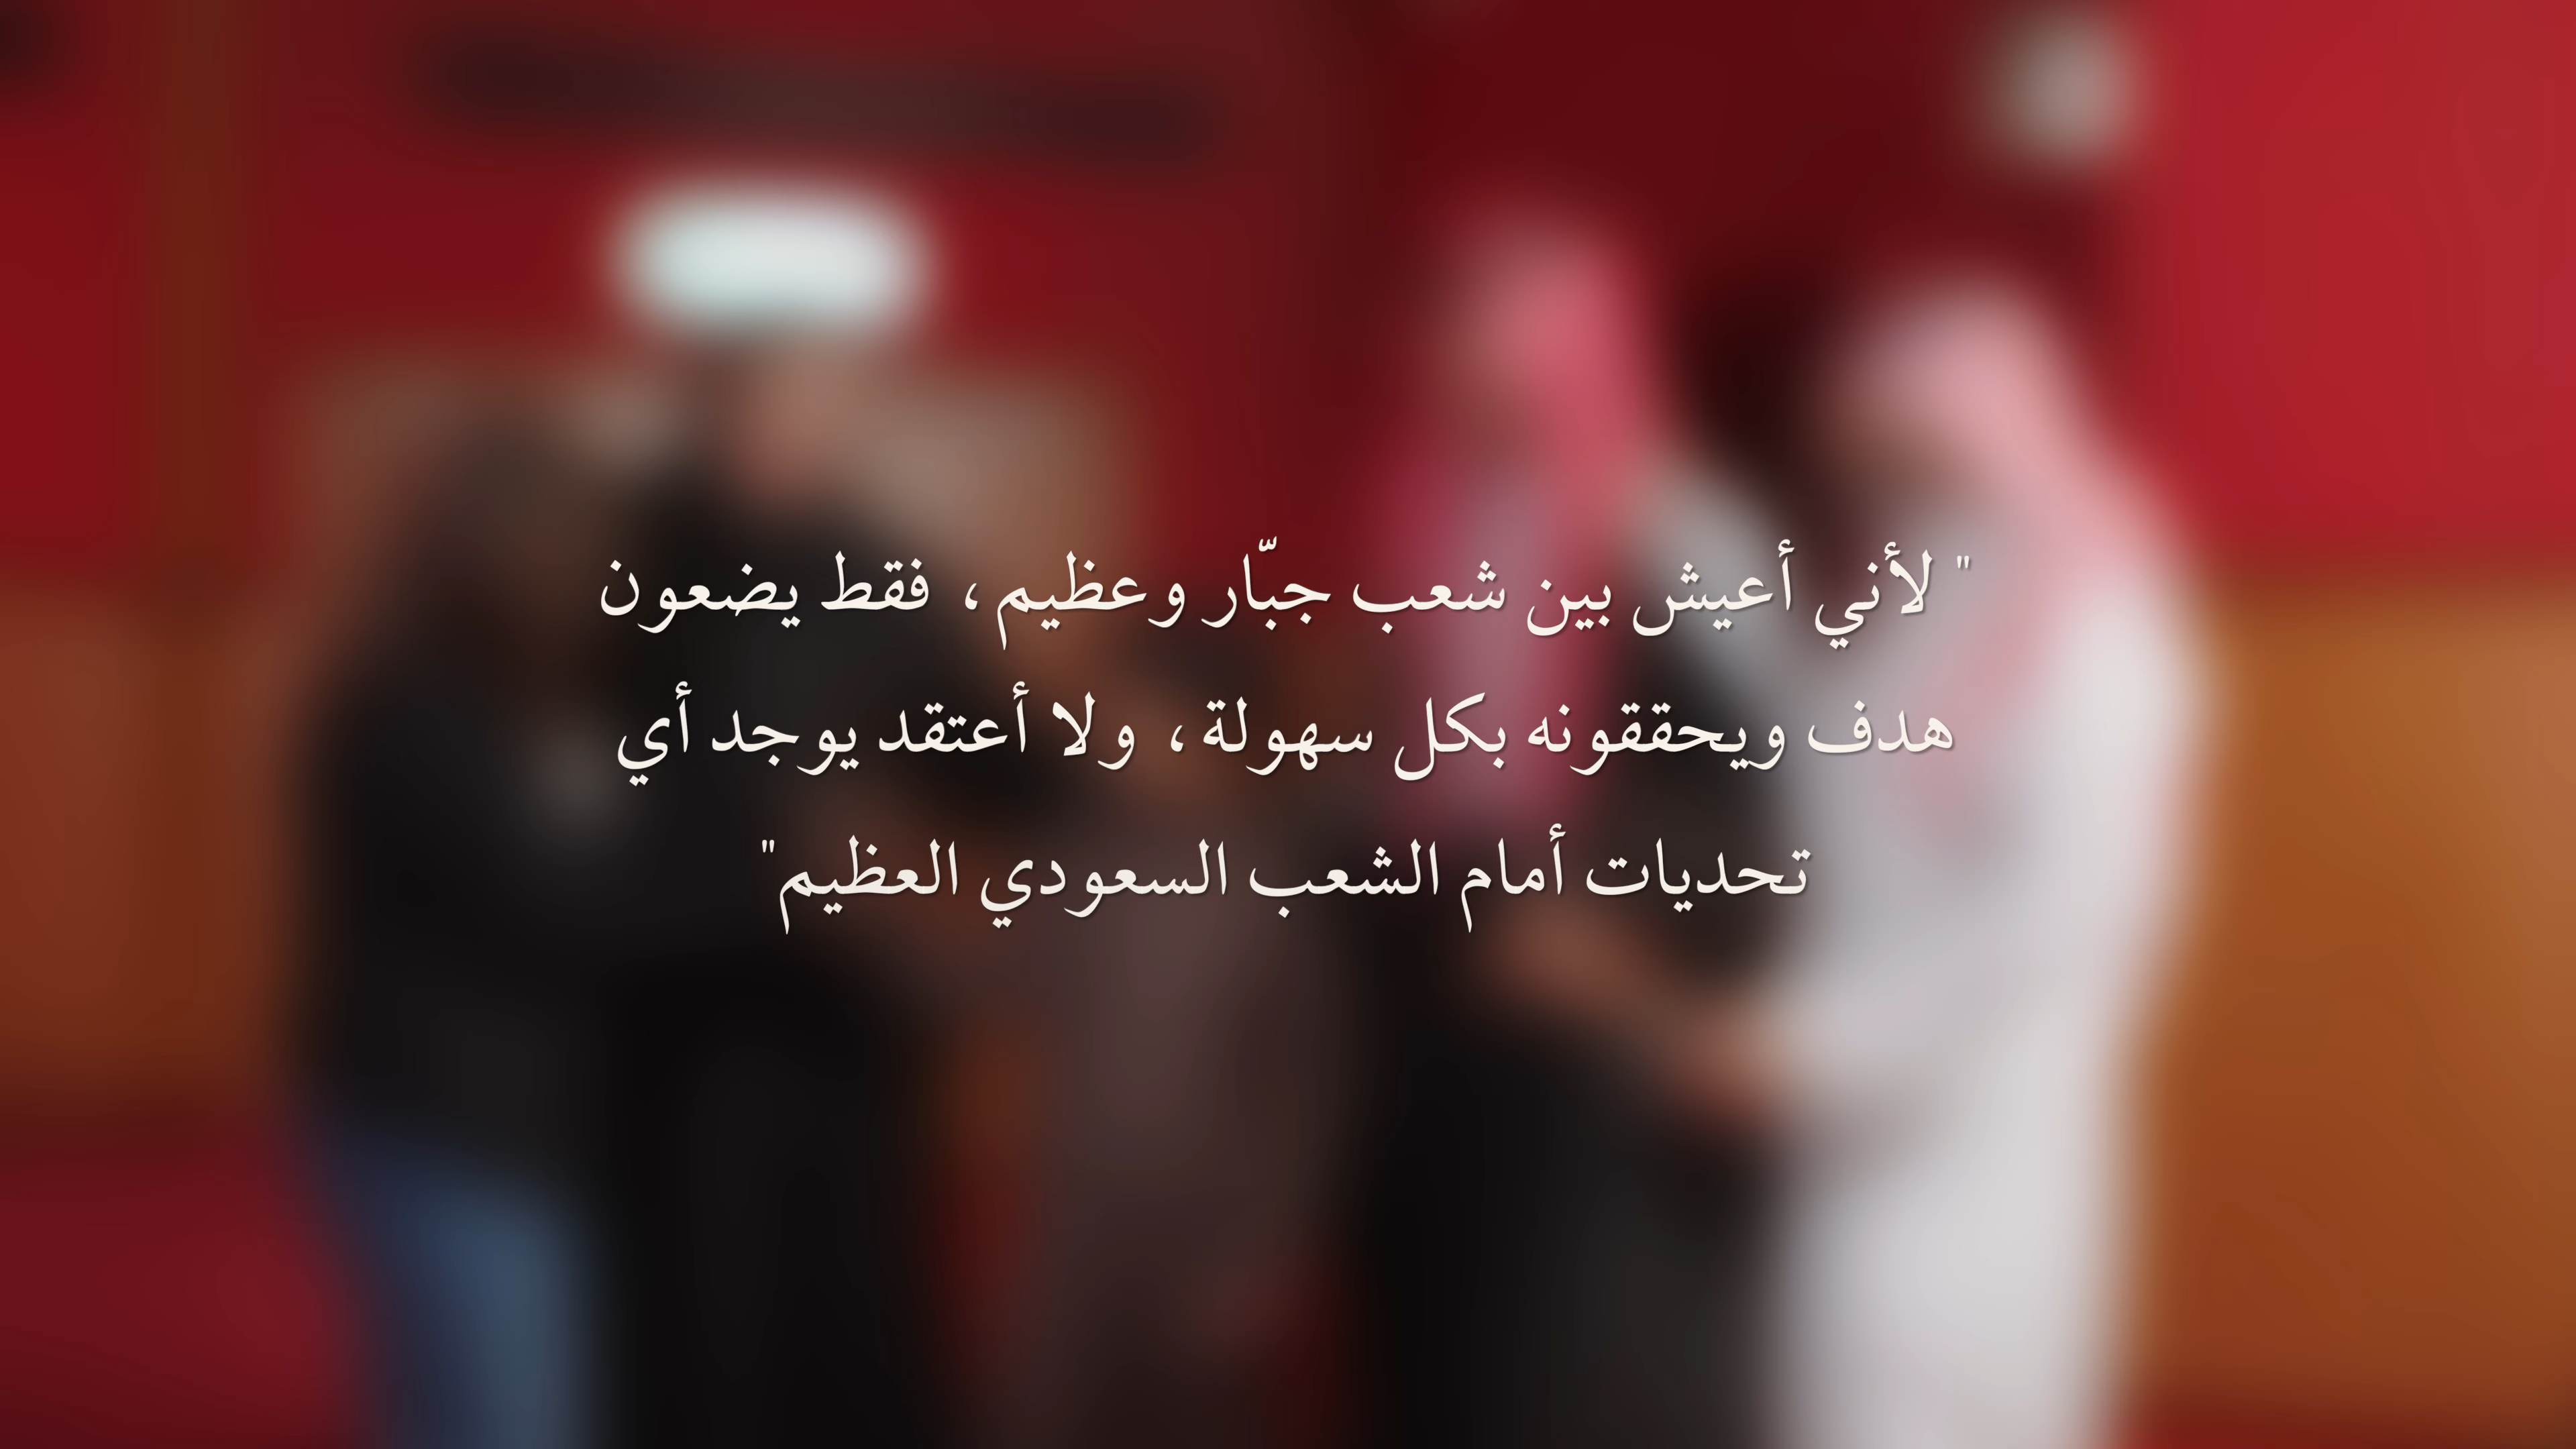 " لأني أعيش بين شعب جبّار وعظيم، فقط يضعون
هدف ويحققونه بكل سهولة، ولا أعتقد يوجد أي
تحديات أمام الشعب السعودي العظيم"